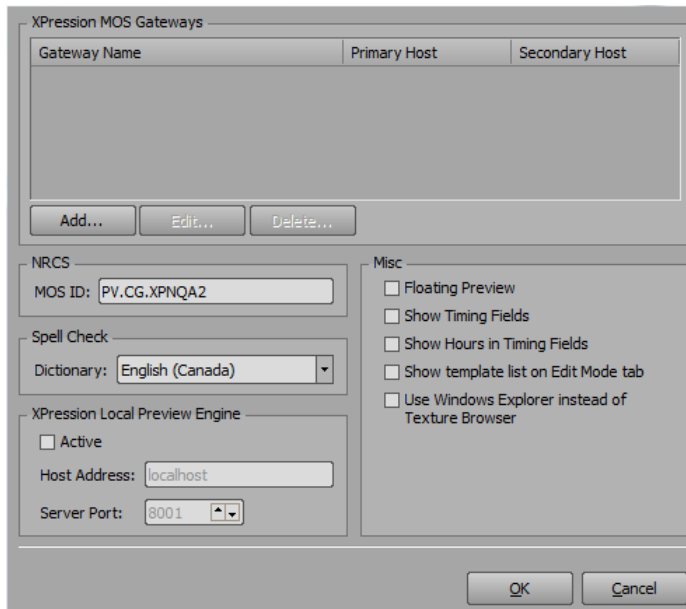 XPression MOS Gateways
Gateway Name Primary Host Secondary Host
Add... Edit... Delete...
NRCS
MOS ID: PV.CG.XPNQA2
Spell Check
Dictionary: English (Canada)
XPression Local Preview Engine
Active
Host Address: localhost
Server Port: 8001
Misc
Floating Preview
Show Timing Fields
Show Hours in Timing Fields
Show template list on Edit Mode tab
Use Windows Explorer instead of
Texture Browser
OK Cancel